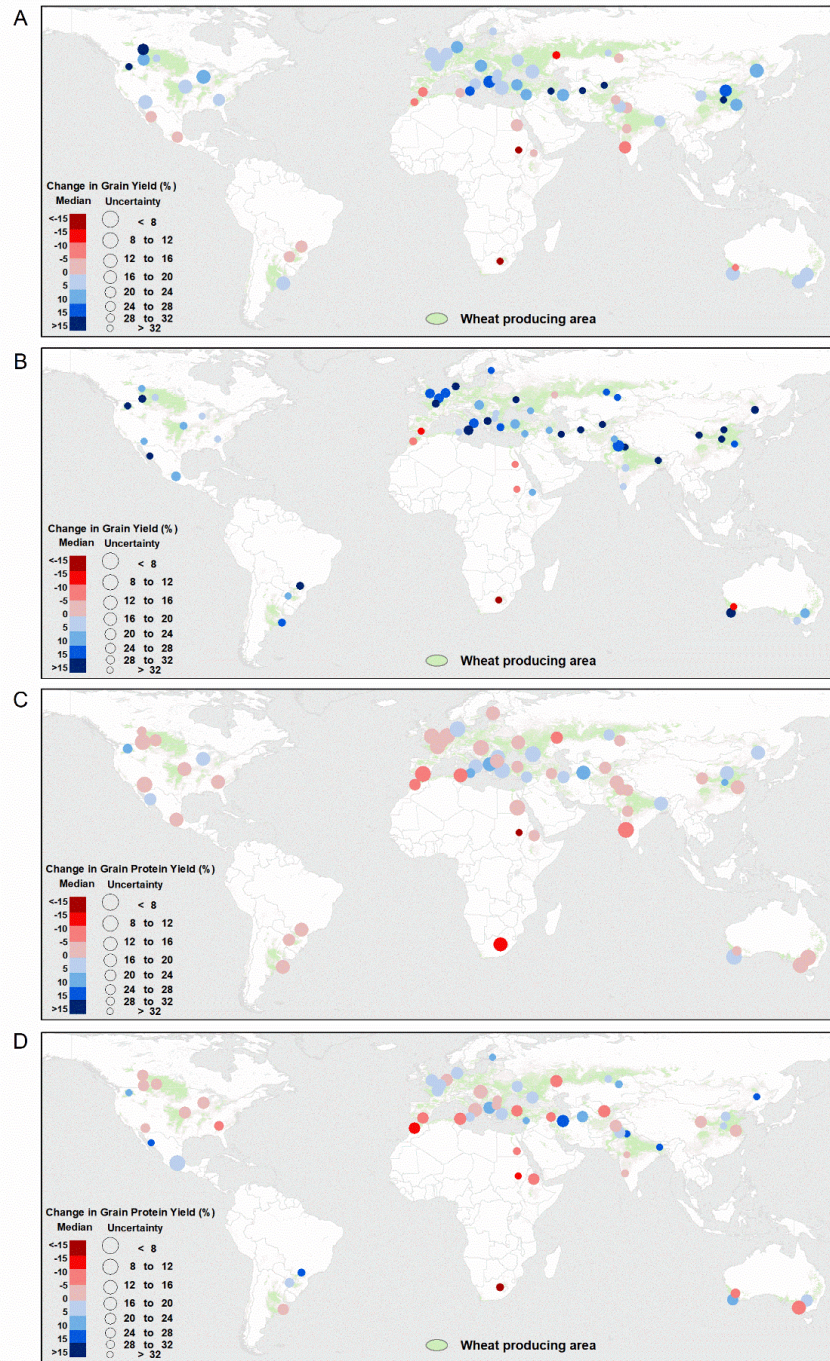 A
Change in Grain Yield (%)
Median Uncertainty
<-15 < 8
-15 8 to 12
-10 12 to 16
-5 16 to 20
0 20 to 24
5 24 to 28
10 28 to 32
15 > 32
>15
Wheat producing area
B
Change in Grain Yield (%)
Median Uncertainty
<-15 < 8
-15 8 to 12
-10 12 to 16
-5 16 to 20
0 20 to 24
5 24 to 28
10 28 to 32
15 > 32
>15
Wheat producing area
C
Change in Grain Protein Yield (%)
Median Uncertainty
<-15 < 8
-15 8 to 12
-10 12 to 16
-5 16 to 20
0 20 to 24
5 24 to 28
10 28 to 32
15 > 32
>15
D
Change in Grain Protein Yield (%)
Median Uncertainty
<-15 < 8
-15 8 to 12
-10 12 to 16
-5 16 to 20
0 20 to 24
5 24 to 28
10 28 to 32
15 > 32
>15
Wheat producing area